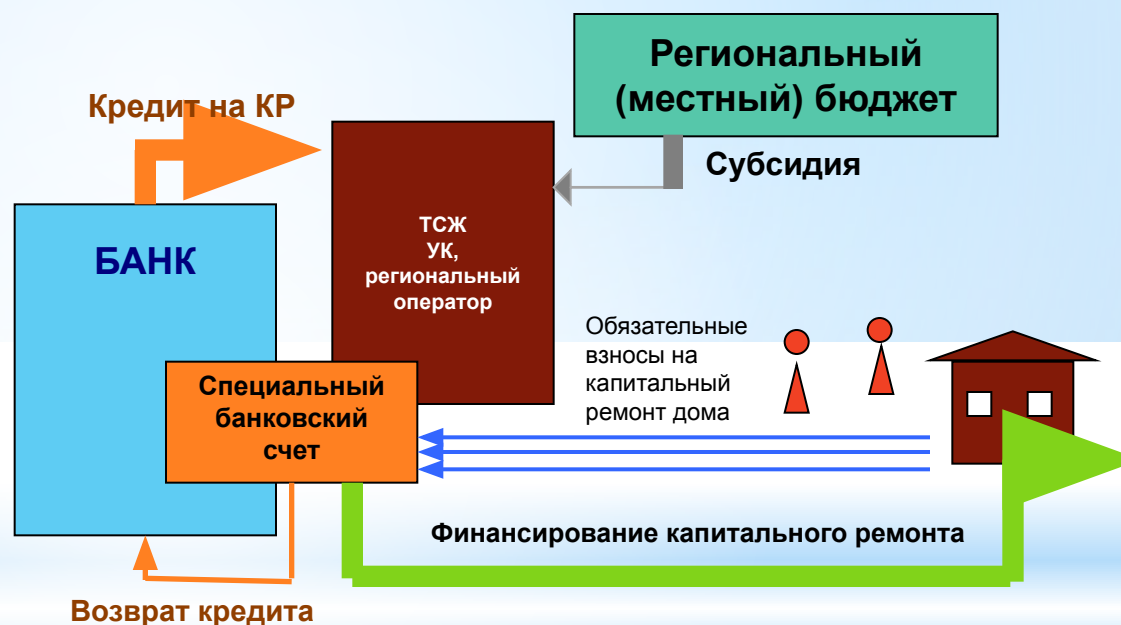 Региональный
(местный) бюджет
Кредит на КР
Субсидия
БАНК
ТСЖ
УК,
региональный
оператор
Обязательные
взносы на
капитальный
ремонт дома
Специальный
банковский
счет
Финансирование капитального ремонта
Возврат кредита